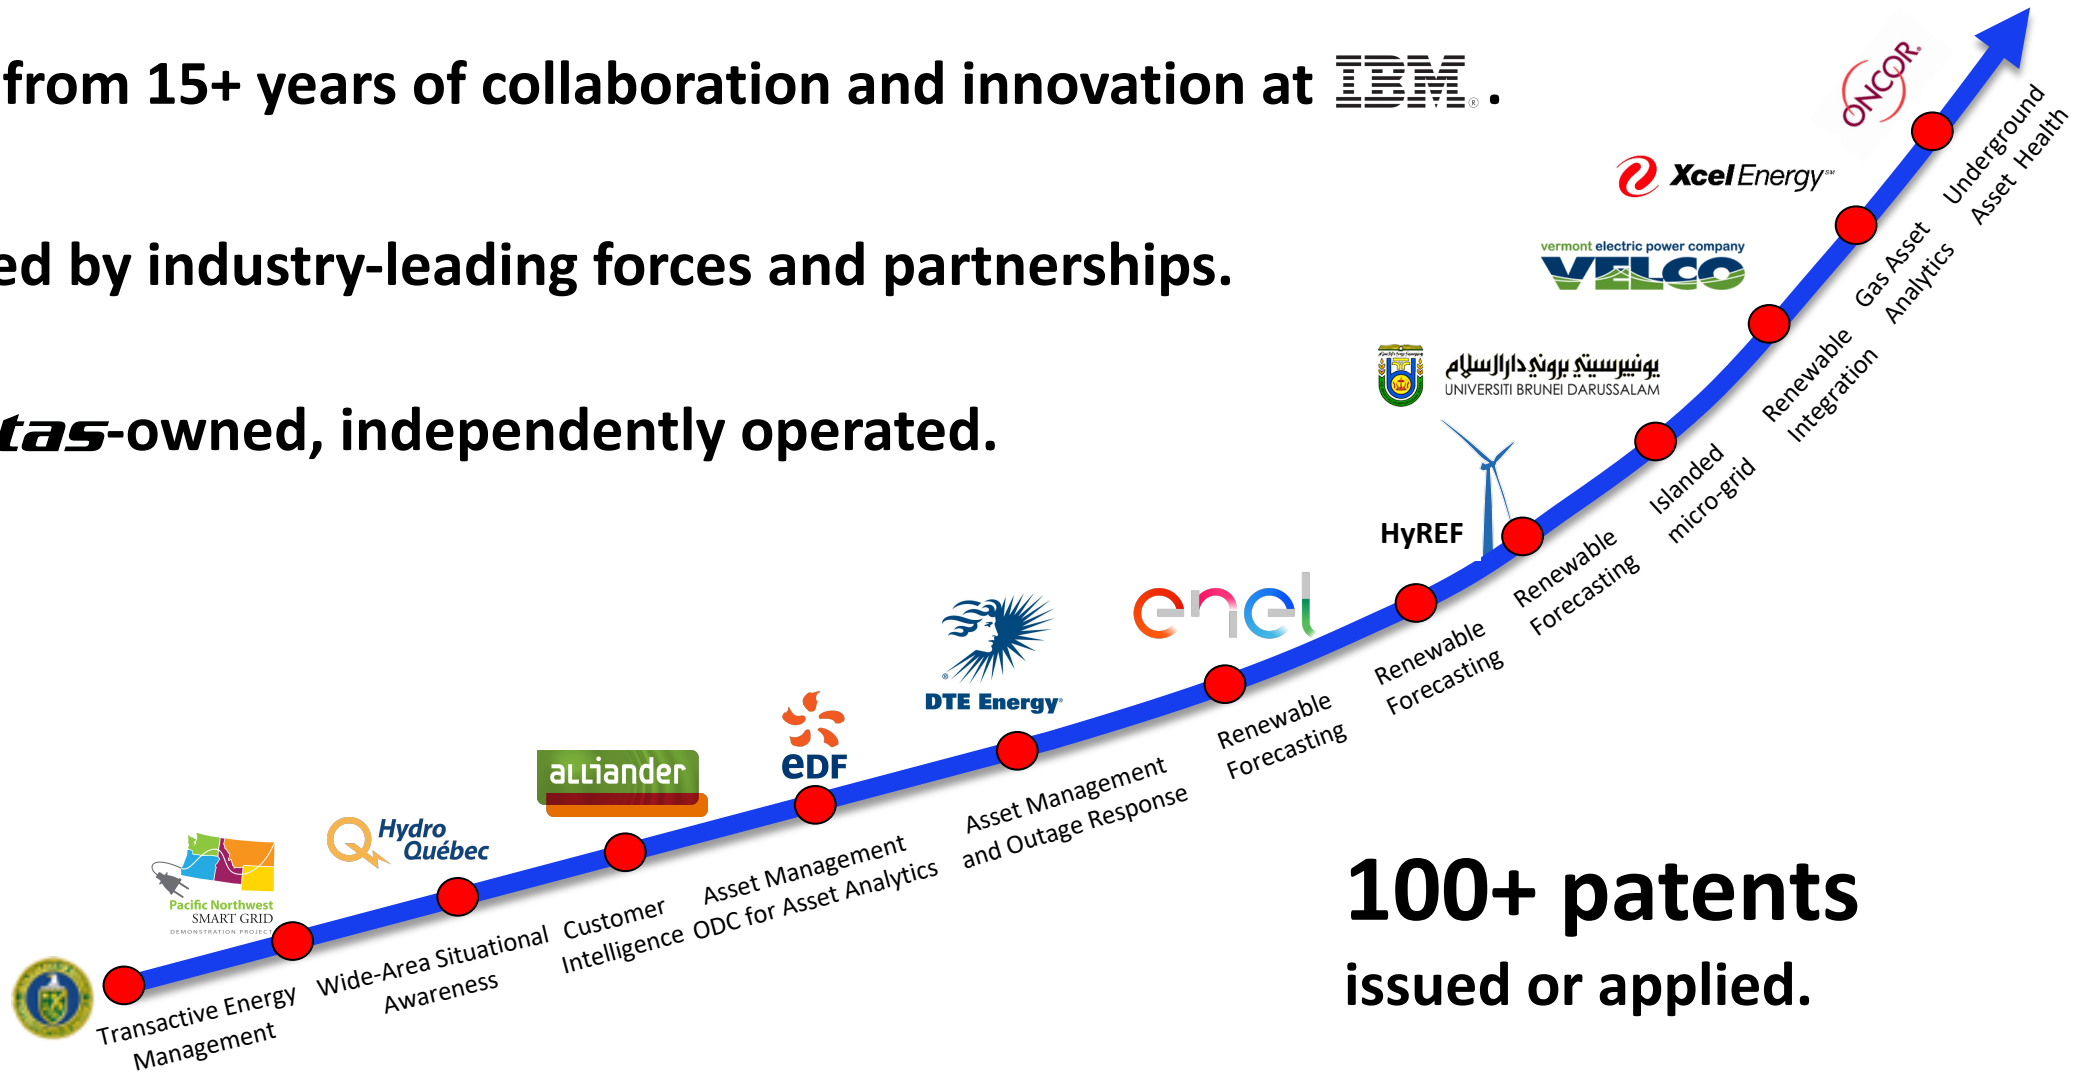 from 15+ years of collaboration and innovation at IBM®.
ed by industry-leading forces and partnerships.
tas-owned, independently operated.
ONCOR®
Underground
Asset Health
Xcel Energy℠
Gas Asset
Analytics
vermont electric power company
VELCO
Renewable
Integration
يونيبرسيتي بروني دارالسلام
UNIVERSITI BRUNEI DARUSSALAM
Islanded
micro-grid
HyREF
Renewable
Forecasting
enel
Renewable
Forecasting
DTE Energy®
Renewable
Forecasting
eDF
Asset Management
and Outage Response
alliander
Asset Management
ODC for Asset Analytics
Hydro
Québec
Customer
Intelligence
Pacific Northwest
SMART GRID
DEMONSTRATION PROJECT
Wide-Area Situational
Awareness
Transactive Energy
Management
100+ patents
issued or applied.